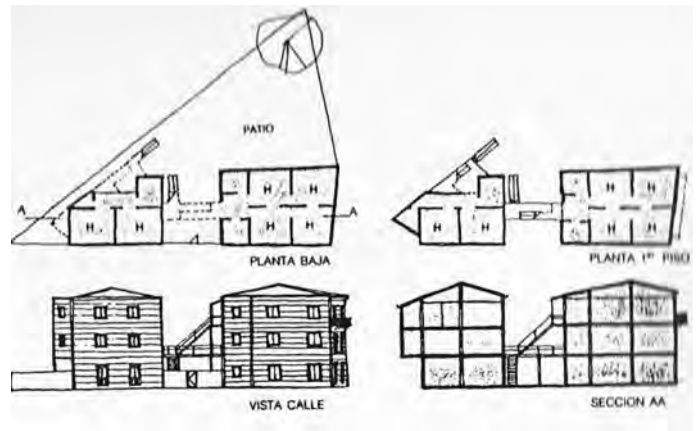 PATIO
H H
A H H H H A
PLANTA BAJA
H H
H H H H
PLANTA 1er PISO
VISTA CALLE
SECCION AA